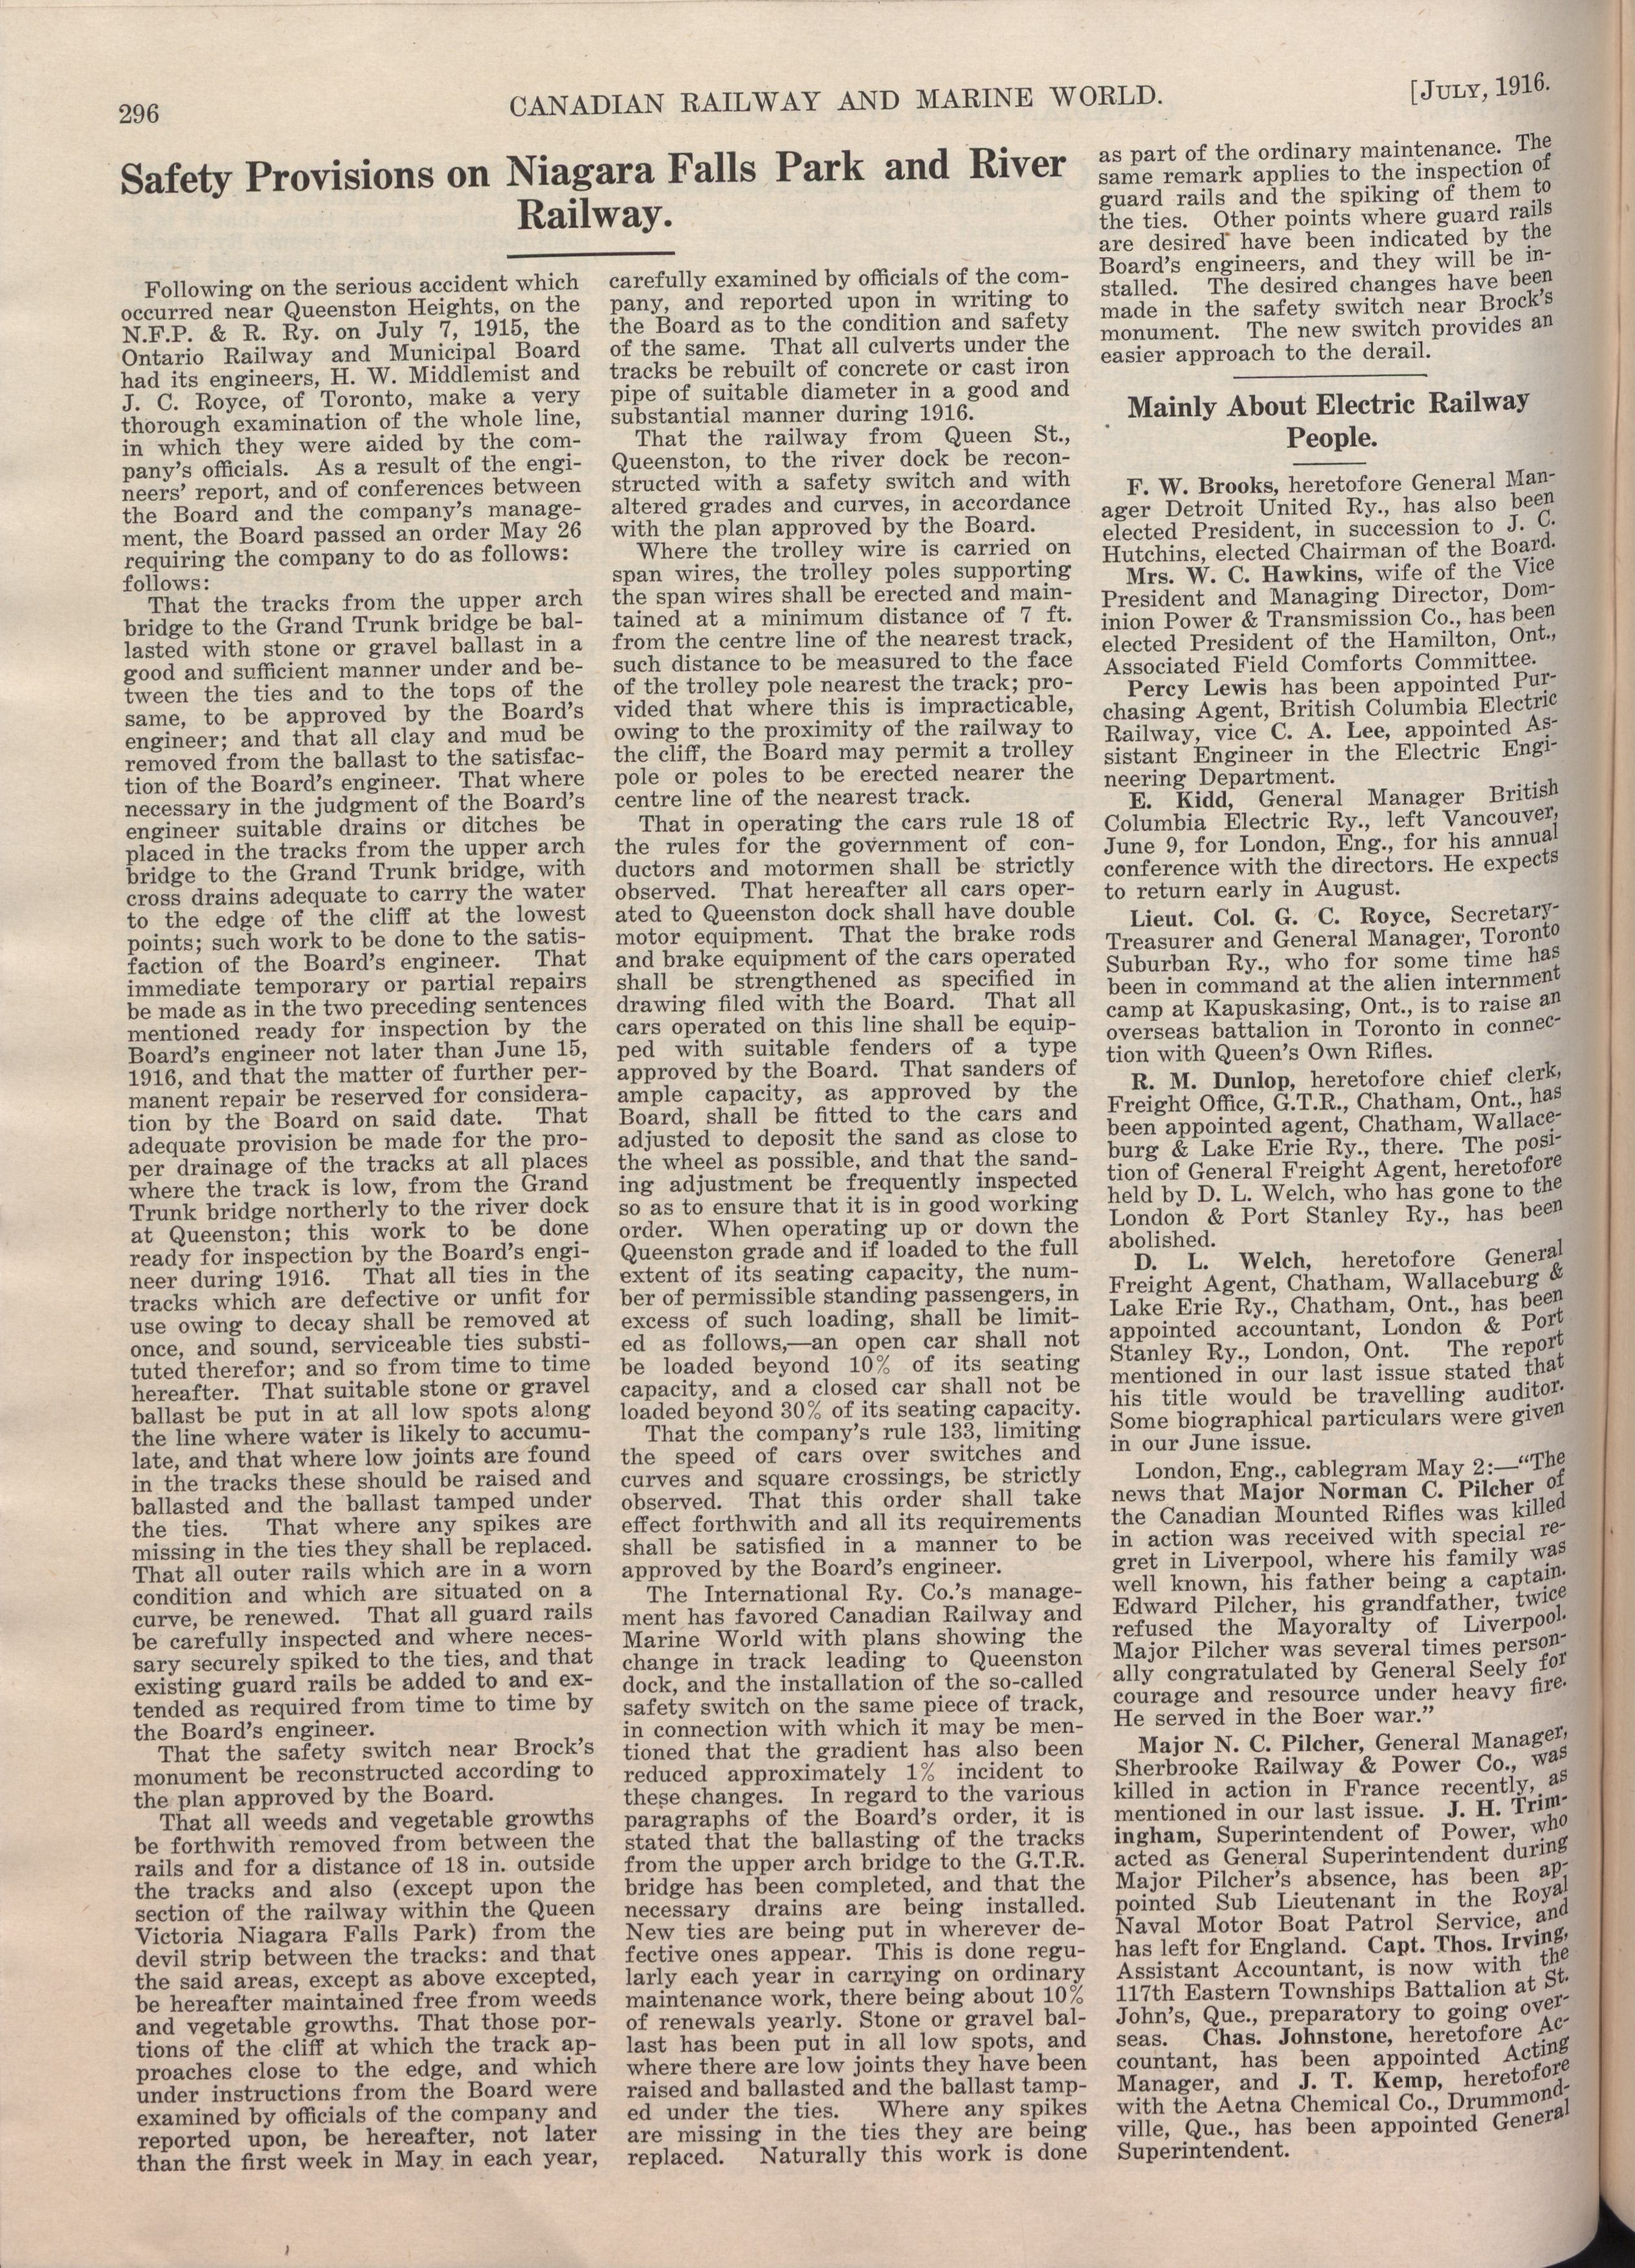 296
CANADIAN RAILWAY AND MARINE WORLD.
[JULY, 1916.
Safety Provisions on Niagara Falls Park and River
Railway.
Following on the serious accident which
occurred near Queenston Heights, on the
N.F.P. & R. Ry. on July 7, 1915, the
Ontario Railway and Municipal Board
had its engineers, H. W. Middlemist and
J. C. Royce, of Toronto, make a very
thorough examination of the whole line,
in which they were aided by the com-
pany's officials. As a result of the engi-
neers' report, and of conferences between
the Board and the company's manage-
ment, the Board passed an order May 26
requiring the company to do as follows:
follows:
That the tracks from the upper arch
bridge to the Grand Trunk bridge be bal-
lasted with stone or gravel ballast in a
good and sufficient manner under and be-
tween the ties and to the tops of the
same, to be approved by the Board's
engineer; and that all clay and mud be
removed from the ballast to the satisfac-
tion of the Board's engineer. That where
necessary in the judgment of the Board's
engineer suitable drains or ditches be
placed in the tracks from the upper arch
bridge to the Grand Trunk bridge, with
cross drains adequate to carry the water
to the edge of the cliff at the lowest
points; such work to be done to the satis-
faction of the Board's engineer. That
immediate temporary or partial repairs
be made as in the two preceding sentences
mentioned ready for inspection by the
Board's engineer not later than June 15,
1916, and that the matter of further per-
manent repair be reserved for considera-
tion by the Board on said date. That
adequate provision be made for the pro-
per drainage of the tracks at all places
where the track is low, from the Grand
Trunk bridge northerly to the river dock
at Queenston; this work to be done
ready for inspection by the Board's engi-
neer during 1916. That all ties in the
tracks which are defective or unfit for
use owing to decay shall be removed at
once, and sound, serviceable ties substi-
tuted therefor; and so from time to time
hereafter. That suitable stone or gravel
ballast be put in at all low spots along
the line where water is likely to accumu-
late, and that where low joints are found
in the tracks these should be raised and
ballasted and the ballast tamped under
the ties. That where any spikes are
missing in the ties they shall be replaced.
That all outer rails which are in a worn
condition and which are situated on a
curve, be renewed. That all guard rails
be carefully inspected and where neces-
sary securely spiked to the ties, and that
existing guard rails be added to and ex-
tended as required from time to time by
the Board's engineer.
That the safety switch near Brock's
monument be reconstructed according to
the plan approved by the Board.
That all weeds and vegetable growths
be forthwith removed from between the
rails and for a distance of 18 in. outside
the tracks and also (except upon the
section of the railway within the Queen
Victoria Niagara Falls Park) from the
devil strip between the tracks: and that
the said areas, except as above excepted,
be hereafter maintained free from weeds
and vegetable growths. That those por-
tions of the cliff at which the track ap-
proaches close to the edge, and which
under instructions from the Board were
examined by officials of the company and
reported upon, be hereafter, not later
than the first week in May in each year,
carefully examined by officials of the com-
pany, and reported upon in writing to
the Board as to the condition and safety
of the same. That all culverts under the
tracks be rebuilt of concrete or cast iron
pipe of suitable diameter in a good and
substantial manner during 1916.
That the railway from Queen St.,
Queenston, to the river dock be recon-
structed with a safety switch and with
altered grades and curves, in accordance
with the plan approved by the Board.
Where the trolley wire is carried on
span wires, the trolley poles supporting
the span wires shall be erected and main-
tained at a minimum distance of 7 ft.
from the centre line of the nearest track,
such distance to be measured to the face
of the trolley pole nearest the track; pro-
vided that where this is impracticable,
owing to the proximity of the railway to
the cliff, the Board may permit a trolley
pole or poles to be erected nearer the
centre line of the nearest track.
That in operating the cars rule 18 of
the rules for the government of con-
ductors and motormen shall be strictly
observed. That hereafter all cars oper-
ated to Queenston dock shall have double
motor equipment. That the brake rods
and brake equipment of the cars operated
shall be strengthened as specified in
drawing filed with the Board. That all
cars operated on this line shall be equip-
ped with suitable fenders of a type
approved by the Board. That sanders of
ample capacity, as approved by the
Board, shall be fitted to the cars and
adjusted to deposit the sand as close to
the wheel as possible, and that the sand-
ing adjustment be frequently inspected
so as to ensure that it is in good working
order. When operating up or down the
Queenston grade and if loaded to the full
extent of its seating capacity, the num-
ber of permissible standing passengers, in
excess of such loading, shall be limit-
ed as follows,—an open car shall not
be loaded beyond 10% of its seating
capacity, and a closed car shall not be
loaded beyond 30% of its seating capacity.
That the company's rule 133, limiting
the speed of cars over switches and
curves and square crossings, be strictly
observed. That this order shall take
effect forthwith and all its requirements
shall be satisfied in a manner to be
approved by the Board's engineer.
The International Ry. Co.'s manage-
ment has favored Canadian Railway and
Marine World with plans showing the
change in track leading to Queenston
dock, and the installation of the so-called
safety switch on the same piece of track,
in connection with which it may be men-
tioned that the gradient has also been
reduced approximately 1% incident to
these changes. In regard to the various
paragraphs of the Board's order, it is
stated that the ballasting of the tracks
from the upper arch bridge to the G.T.R.
bridge has been completed, and that the
necessary drains are being installed.
New ties are being put in wherever de-
fective ones appear. This is done regu-
larly each year in carrying on ordinary
maintenance work, there being about 10%
of renewals yearly. Stone or gravel bal-
last has been put in all low spots, and
where there are low joints they have been
raised and ballasted and the ballast tamp-
ed under the ties. Where any spikes
are missing in the ties they are being
replaced. Naturally this work is done
as part of the ordinary maintenance. The
same remark applies to the inspection of
guard rails and the spiking of them to
the ties. Other points where guard rails
are desired have been indicated by the
Board's engineers, and they will be in-
stalled. The desired changes have been
made in the safety switch near Brock's
monument. The new switch provides an
easier approach to the derail.
Mainly About Electric Railway
People.
F. W. Brooks, heretofore General Man-
ager Detroit United Ry., has also been
elected President, in succession to J. C.
Hutchins, elected Chairman of the Board.
Mrs. W. C. Hawkins, wife of the Vice
President and Managing Director, Dom-
inion Power & Transmission Co., has been
elected President of the Hamilton, Ont.,
Associated Field Comforts Committee.
Percy Lewis has been appointed Pur-
chasing Agent, British Columbia Electric
Railway, vice C. A. Lee, appointed As-
sistant Engineer in the Electric Engi-
neering Department.
E. Kidd, General Manager British
Columbia Electric Ry., left Vancouver,
June 9, for London, Eng., for his annual
conference with the directors. He expects
to return early in August.
Lieut. Col. G. C. Royce, Secretary-
Treasurer and General Manager, Toronto
Suburban Ry., who for some time has
been in command at the alien internment
camp at Kapuskasing, Ont., is to raise an
overseas battalion in Toronto in connec-
tion with Queen's Own Rifles.
R. M. Dunlop, heretofore chief clerk,
Freight Office, G.T.R., Chatham, Ont., has
been appointed agent, Chatham, Wallace-
burg & Lake Erie Ry., there. The posi-
tion of General Freight Agent, heretofore
held by D. L. Welch, who has gone to the
London & Port Stanley Ry., has been
abolished.
D. L. Welch, heretofore General
Freight Agent, Chatham, Wallaceburg &
Lake Erie Ry., Chatham, Ont., has been
appointed accountant, London & Port
Stanley Ry., London, Ont. The report
mentioned in our last issue stated that
his title would be travelling auditor.
Some biographical particulars were given
in our June issue.
London, Eng., cablegram May 2:—"The
news that Major Norman C. Pilcher of
the Canadian Mounted Rifles was killed
in action was received with special re-
gret in Liverpool, where his family was
well known, his father being a captain.
Edward Pilcher, his grandfather, twice
refused the Mayoralty of Liverpool.
Major Pilcher was several times person-
ally congratulated by General Seely for
courage and resource under heavy fire.
He served in the Boer war."
Major N. C. Pilcher, General Manager,
Sherbrooke Railway & Power Co., was
killed in action in France recently, as
mentioned in our last issue. J. H. Trim-
ingham, Superintendent of Power, who
acted as General Superintendent during
Major Pilcher's absence, has been ap-
pointed Sub Lieutenant in the Royal
Naval Motor Boat Patrol Service, and
has left for England. Capt. Thos. Irving,
Assistant Accountant, is now with the
117th Eastern Townships Battalion at St.
John's, Que., preparatory to going over-
seas. Chas. Johnstone, heretofore Ac-
countant, has been appointed Acting
Manager, and J. T. Kemp, heretofore
with the Aetna Chemical Co., Drummond-
ville, Que., has been appointed General
Superintendent.